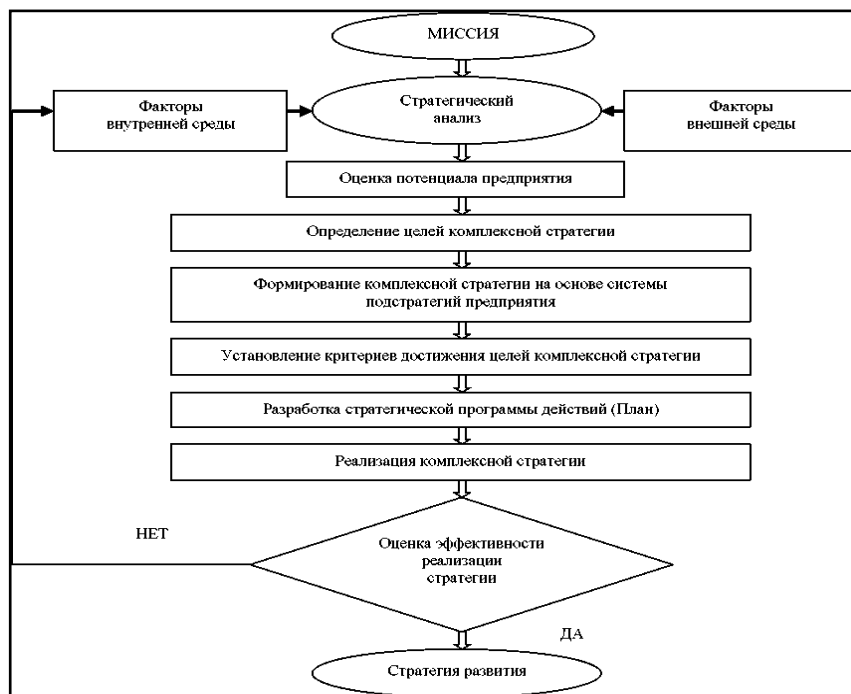 МИССИЯ
Факторы
внутренней среды
Стратегический
анализ
Факторы
внешней среды
Оценка потенциала предприятия
Определение целей комплексной стратегии
Формирование комплексной стратегии на основе системы
подстратегий предприятия
Установление критериев достижения целей комплексной стратегии
Разработка стратегической программы действий (План)
Реализация комплексной стратегии
НЕТ
Оценка эффективности
реализации
стратегии
ДА
Стратегия развития